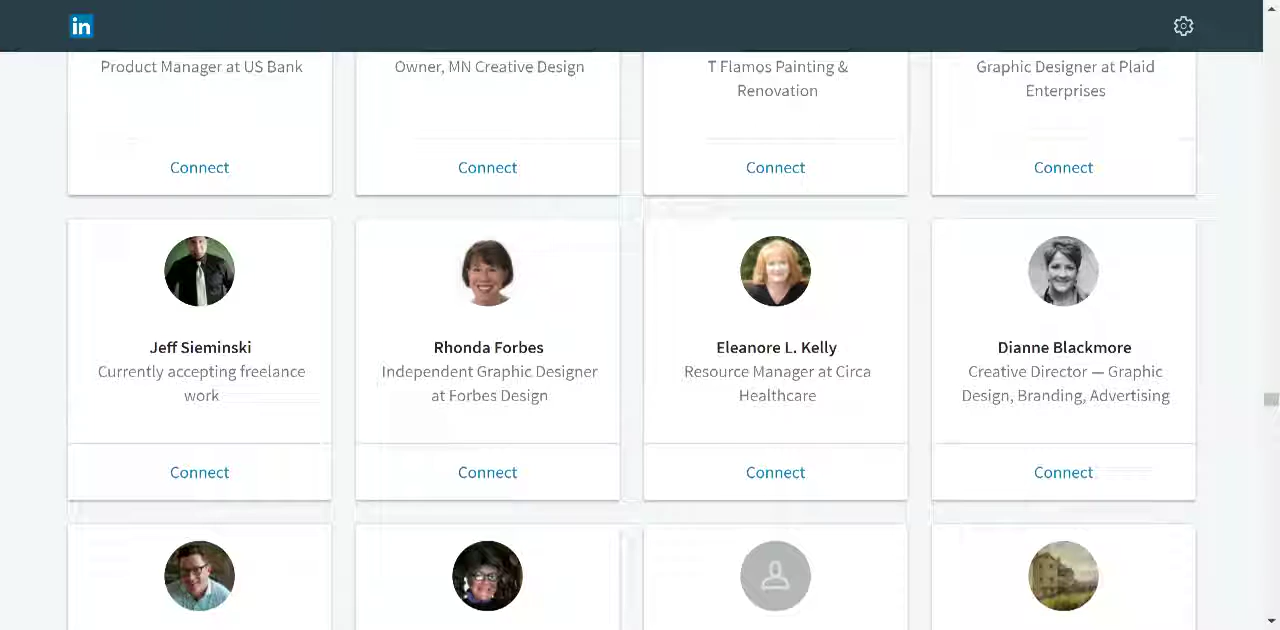 in
Product Manager at US Bank
Owner, MN Creative Design
T Flamos Painting &
Renovation
Graphic Designer at Plaid
Enterprises
Connect
Connect
Connect
Connect
Jeff Sieminski
Currently accepting freelance
work
Rhonda Forbes
Independent Graphic Designer
at Forbes Design
Eleanore L. Kelly
Resource Manager at Circa
Healthcare
Dianne Blackmore
Creative Director — Graphic
Design, Branding, Advertising
Connect
Connect
Connect
Connect